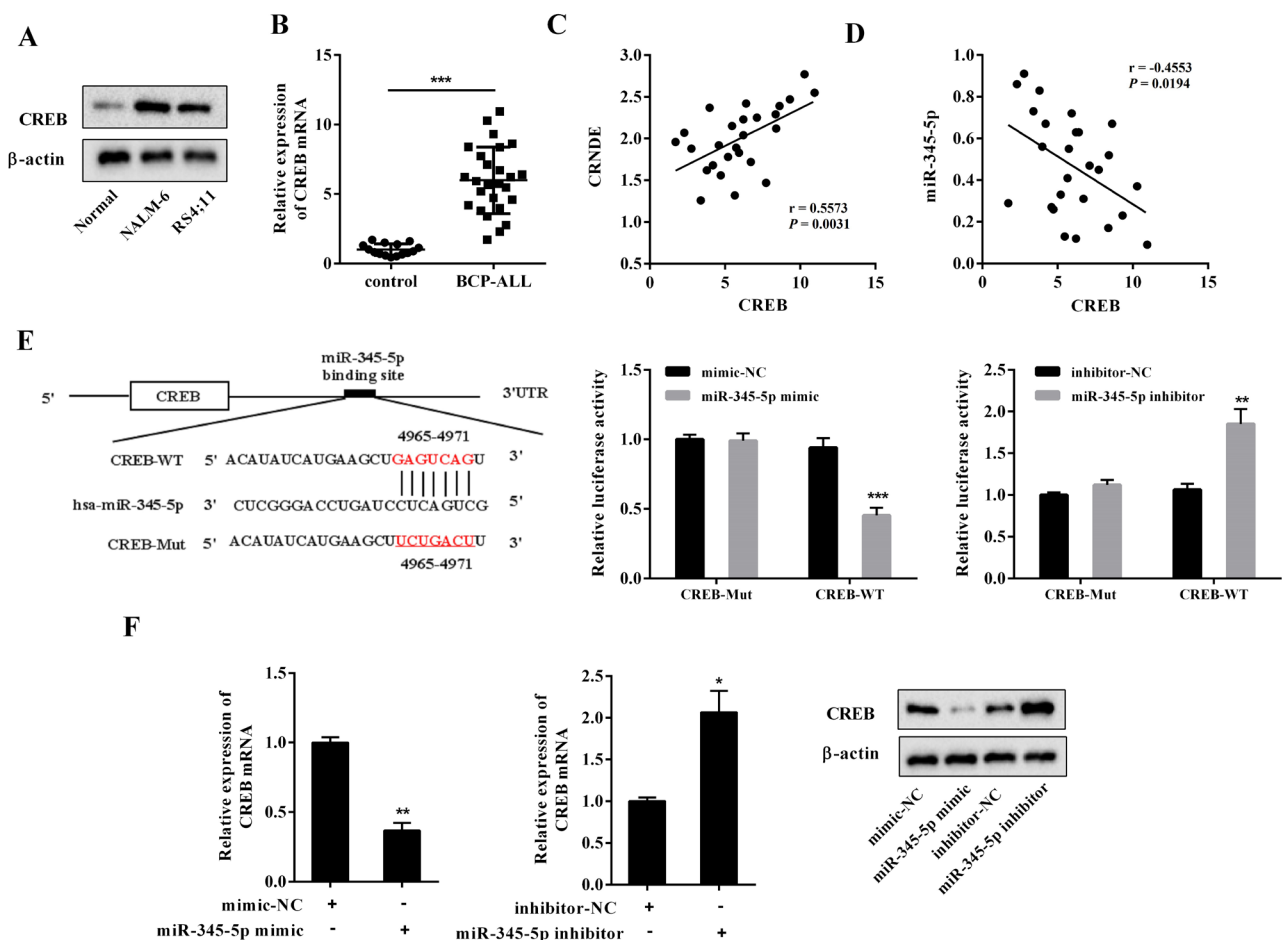 A
CREB
β-actin
Normal
NALM-6
RS4;11
B
Relative expression
of CREB mRNA
15
10
5
0
***
control
BCP-ALL
C
CRNDE
3.0
2.5
2.0
1.5
1.0
0.5
r = 0.5573
P = 0.0031
0
5
10
15
CREB
D
miR-345-5p
1.0
0.8
0.6
0.4
0.2
0.0
r = -0.4553
P = 0.0194
0
5
10
15
CREB
E
miR-345-5p
binding site
5' CREB 3'UTR
4965-4971
CREB-WT 5' ACAUAUCAUGAAGCUGAGUCAGU 3'
hsa-miR-345-5p 3' CUCGGGACCUGAUCCUCAGUCG 5'
CREB-Mut 5' ACAUAUCAUGAAGCUUCUGACUU 3'
4965-4971
Relative luciferase activity
1.5
1.0
0.5
0.0
mimic-NC
miR-345-5p mimic
***
CREB-Mut
CREB-WT
Relative luciferase activity
2.5
2.0
1.5
1.0
0.5
0.0
inhibitor-NC
miR-345-5p inhibitor
**
CREB-Mut
CREB-WT
F
Relative expression of
CREB mRNA
1.5
1.0
0.5
0.0
**
mimic-NC + -
miR-345-5p mimic - +
Relative expression of
CREB mRNA
2.5
2.0
1.5
1.0
0.5
0.0
*
inhibitor-NC + -
miR-345-5p inhibitor - +
CREB
β-actin
mimic-NC
miR-345-5p mimic
inhibitor-NC
miR-345-5p inhibitor